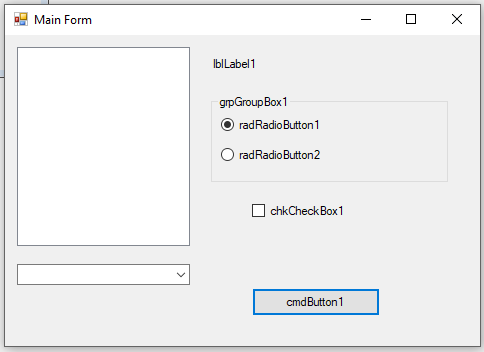 Main Form
lblLabel1
grpGroupBox1
radRadioButton1
radRadioButton2
chkCheckBox1
cmdButton1